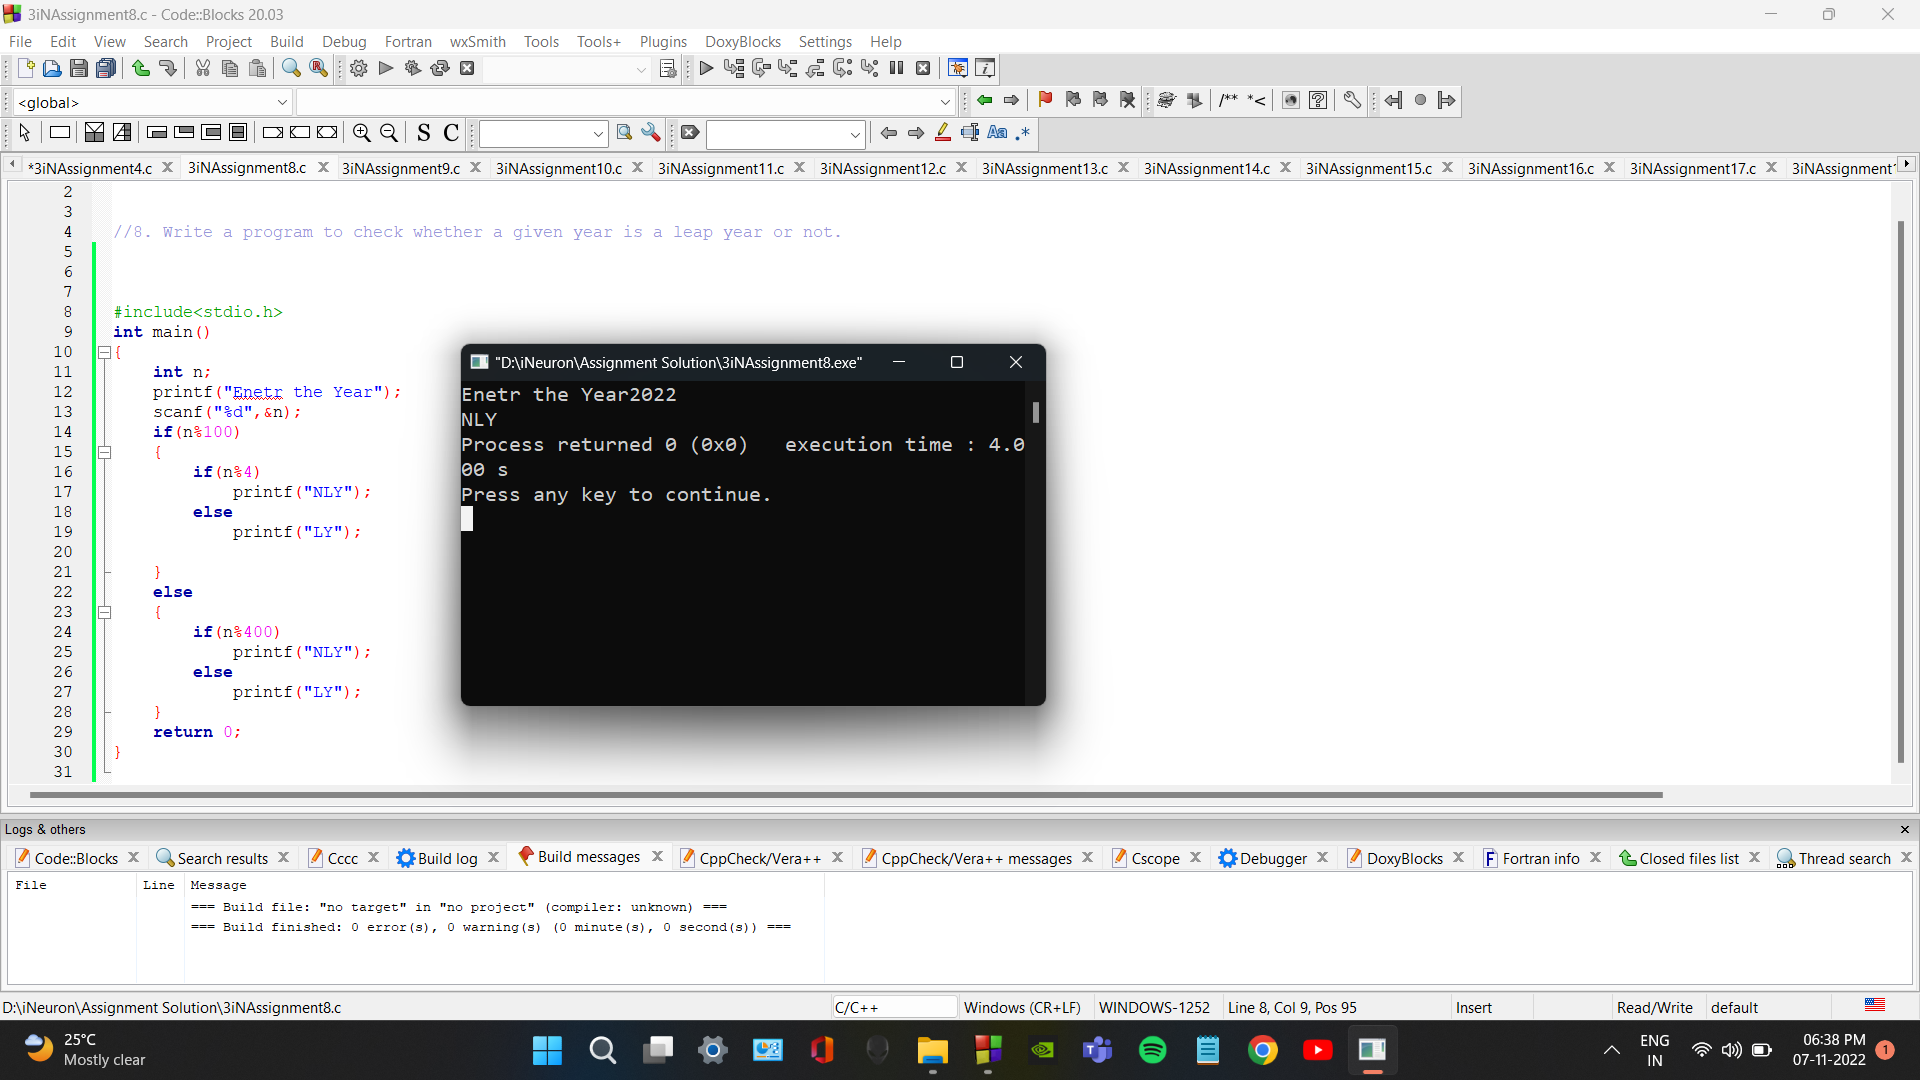 3iNAssignment8.c - Code::Blocks 20.03
File Edit View Search Project Build Debug Fortran wxSmith Tools Tools+ Plugins DoxyBlocks Settings Help
<global>
/** *<
S C
Aa .*
*3iNAssignment4.c 3iNAssignment8.c 3iNAssignment9.c 3iNAssignment10.c 3iNAssignment11.c 3iNAssignment12.c 3iNAssignment13.c 3iNAssignment14.c 3iNAssignment15.c 3iNAssignment16.c 3iNAssignment17.c 3iNAssignment
2
3
4 //8. Write a program to check whether a given year is a leap year or not.
5
6
7
8 #include<stdio.h>
9 int main()
10 {
11 int n;
12 printf("Enetr the Year");
13 scanf("%d",&n);
14 if(n%100)
15 {
16 if(n%4)
17 printf("NLY");
18 else
19 printf("LY");
20
21 }
22 else
23 {
24 if(n%400)
25 printf("NLY");
26 else
27 printf("LY");
28 }
29 return 0;
30 }
31
"D:\iNeuron\Assignment Solution\3iNAssignment8.exe"
Enetr the Year2022
NLY
Process returned 0 (0x0) execution time : 4.0
00 s
Press any key to continue.
Logs & others
Code::Blocks Search results Cccc Build log Build messages CppCheck/Vera++ CppCheck/Vera++ messages Cscope Debugger DoxyBlocks Fortran info Closed files list Thread search
File Line Message
=== Build file: "no target" in "no project" (compiler: unknown) ===
=== Build finished: 0 error(s), 0 warning(s) (0 minute(s), 0 second(s)) ===
D:\iNeuron\Assignment Solution\3iNAssignment8.c C/C++ Windows (CR+LF) WINDOWS-1252 Line 8, Col 9, Pos 95 Insert Read/Write default
25°C
Mostly clear
ENG
IN
06:38 PM
07-11-2022
1